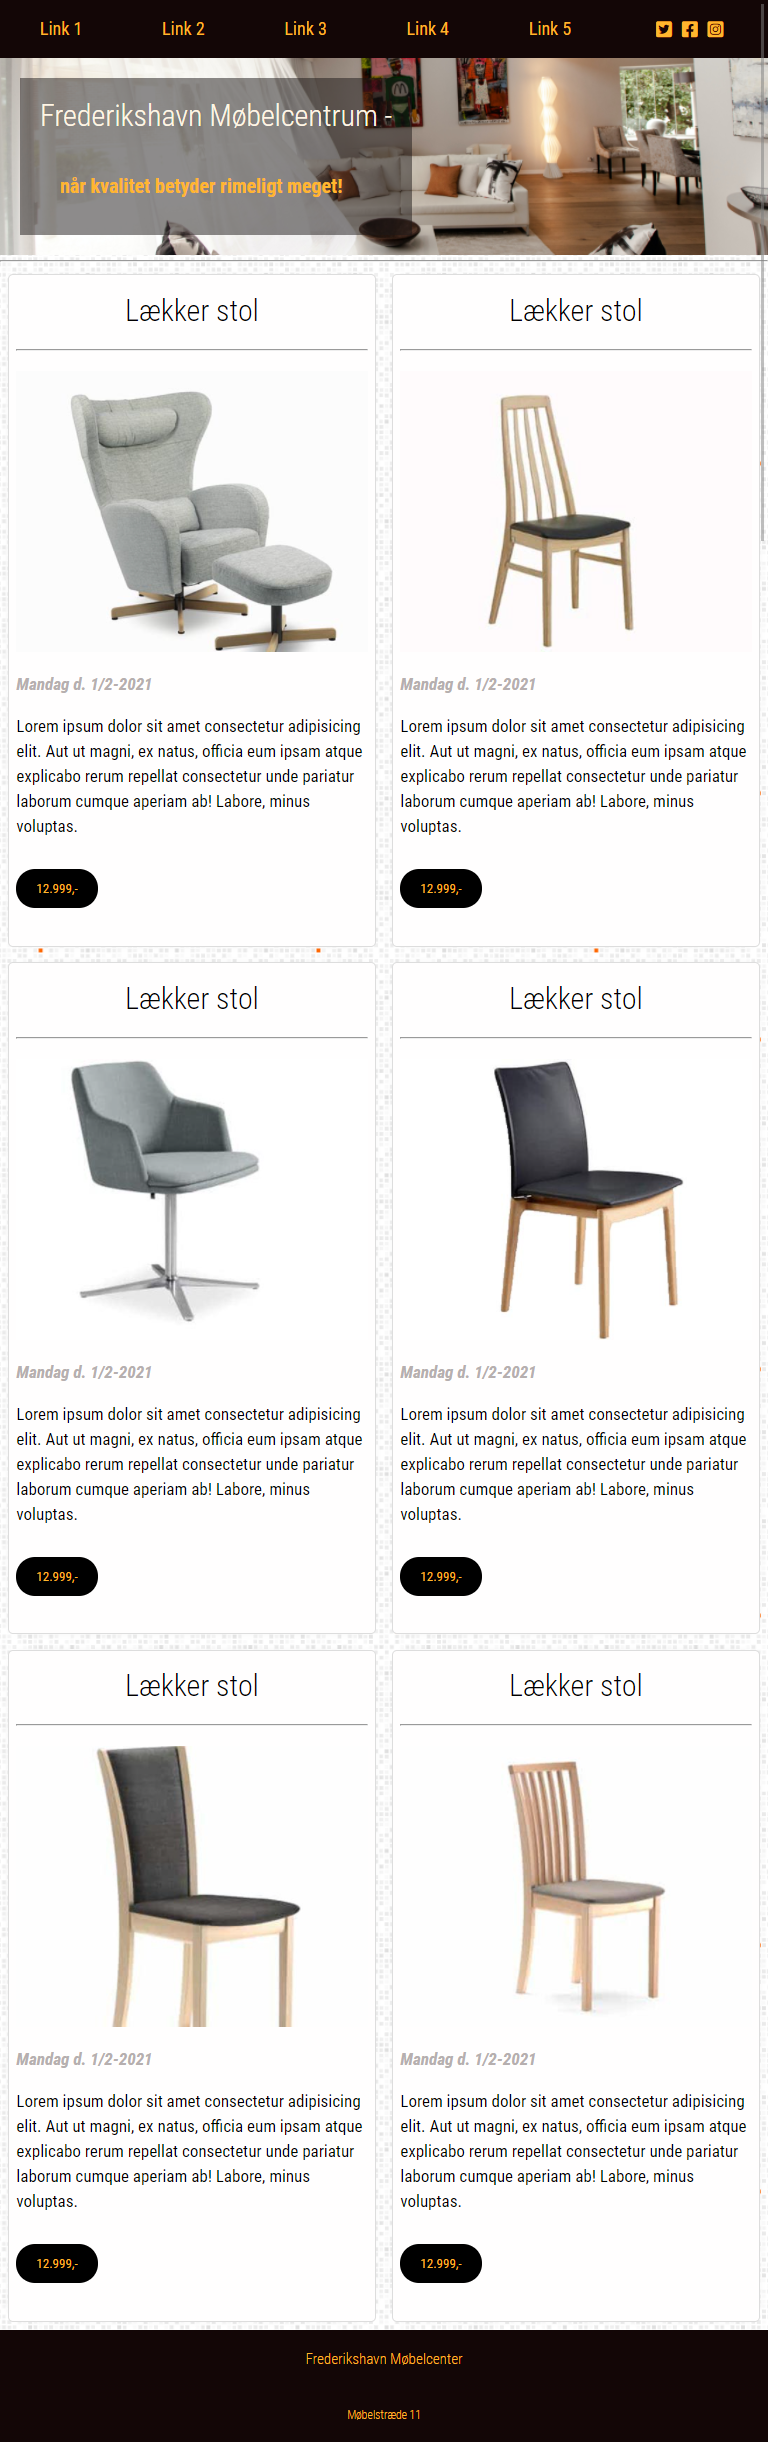 Link 1 Link 2 Link 3 Link 4 Link 5
Frederikshavn Møbelcentrum -
når kvalitet betyder rimeligt meget!
Lækker stol
Mandag d. 1/2-2021
Lorem ipsum dolor sit amet consectetur adipisicing
elit. Aut ut magni, ex natus, officia eum ipsam atque
explicabo rerum repellat consectetur unde pariatur
laborum cumque aperiam ab! Labore, minus
voluptas.
12.999,-
Lækker stol
Mandag d. 1/2-2021
Lorem ipsum dolor sit amet consectetur adipisicing
elit. Aut ut magni, ex natus, officia eum ipsam atque
explicabo rerum repellat consectetur unde pariatur
laborum cumque aperiam ab! Labore, minus
voluptas.
12.999,-
Lækker stol
Mandag d. 1/2-2021
Lorem ipsum dolor sit amet consectetur adipisicing
elit. Aut ut magni, ex natus, officia eum ipsam atque
explicabo rerum repellat consectetur unde pariatur
laborum cumque aperiam ab! Labore, minus
voluptas.
12.999,-
Lækker stol
Mandag d. 1/2-2021
Lorem ipsum dolor sit amet consectetur adipisicing
elit. Aut ut magni, ex natus, officia eum ipsam atque
explicabo rerum repellat consectetur unde pariatur
laborum cumque aperiam ab! Labore, minus
voluptas.
12.999,-
Lækker stol
Mandag d. 1/2-2021
Lorem ipsum dolor sit amet consectetur adipisicing
elit. Aut ut magni, ex natus, officia eum ipsam atque
explicabo rerum repellat consectetur unde pariatur
laborum cumque aperiam ab! Labore, minus
voluptas.
12.999,-
Lækker stol
Mandag d. 1/2-2021
Lorem ipsum dolor sit amet consectetur adipisicing
elit. Aut ut magni, ex natus, officia eum ipsam atque
explicabo rerum repellat consectetur unde pariatur
laborum cumque aperiam ab! Labore, minus
voluptas.
12.999,-
Frederikshavn Møbelcenter
Møbelstræde 11